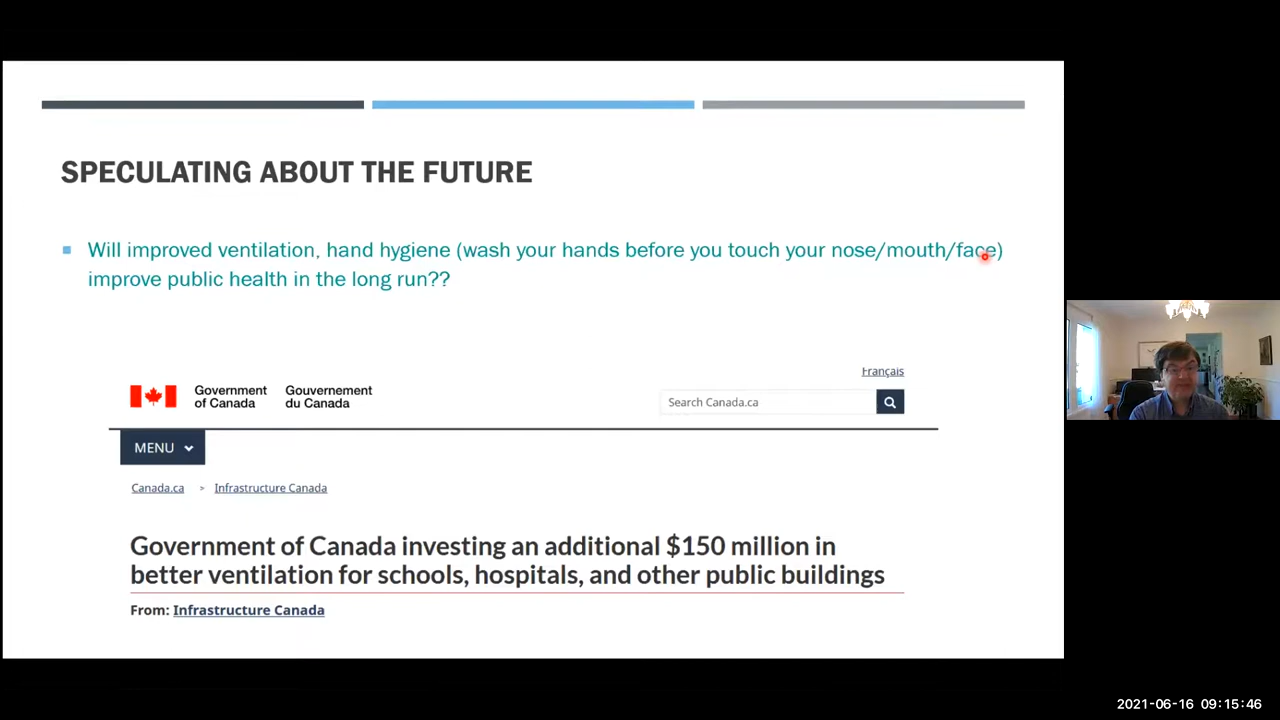 SPECULATING ABOUT THE FUTURE
Will improved ventilation, hand hygiene (wash your hands before you touch your nose/mouth/face)
improve public health in the long run??
Français
Government Gouvernement
of Canada du Canada
Search Canada.ca
MENU
Canada.ca > Infrastructure Canada
Government of Canada investing an additional $150 million in
better ventilation for schools, hospitals, and other public buildings
From: Infrastructure Canada
2021-06-16 09:15:46